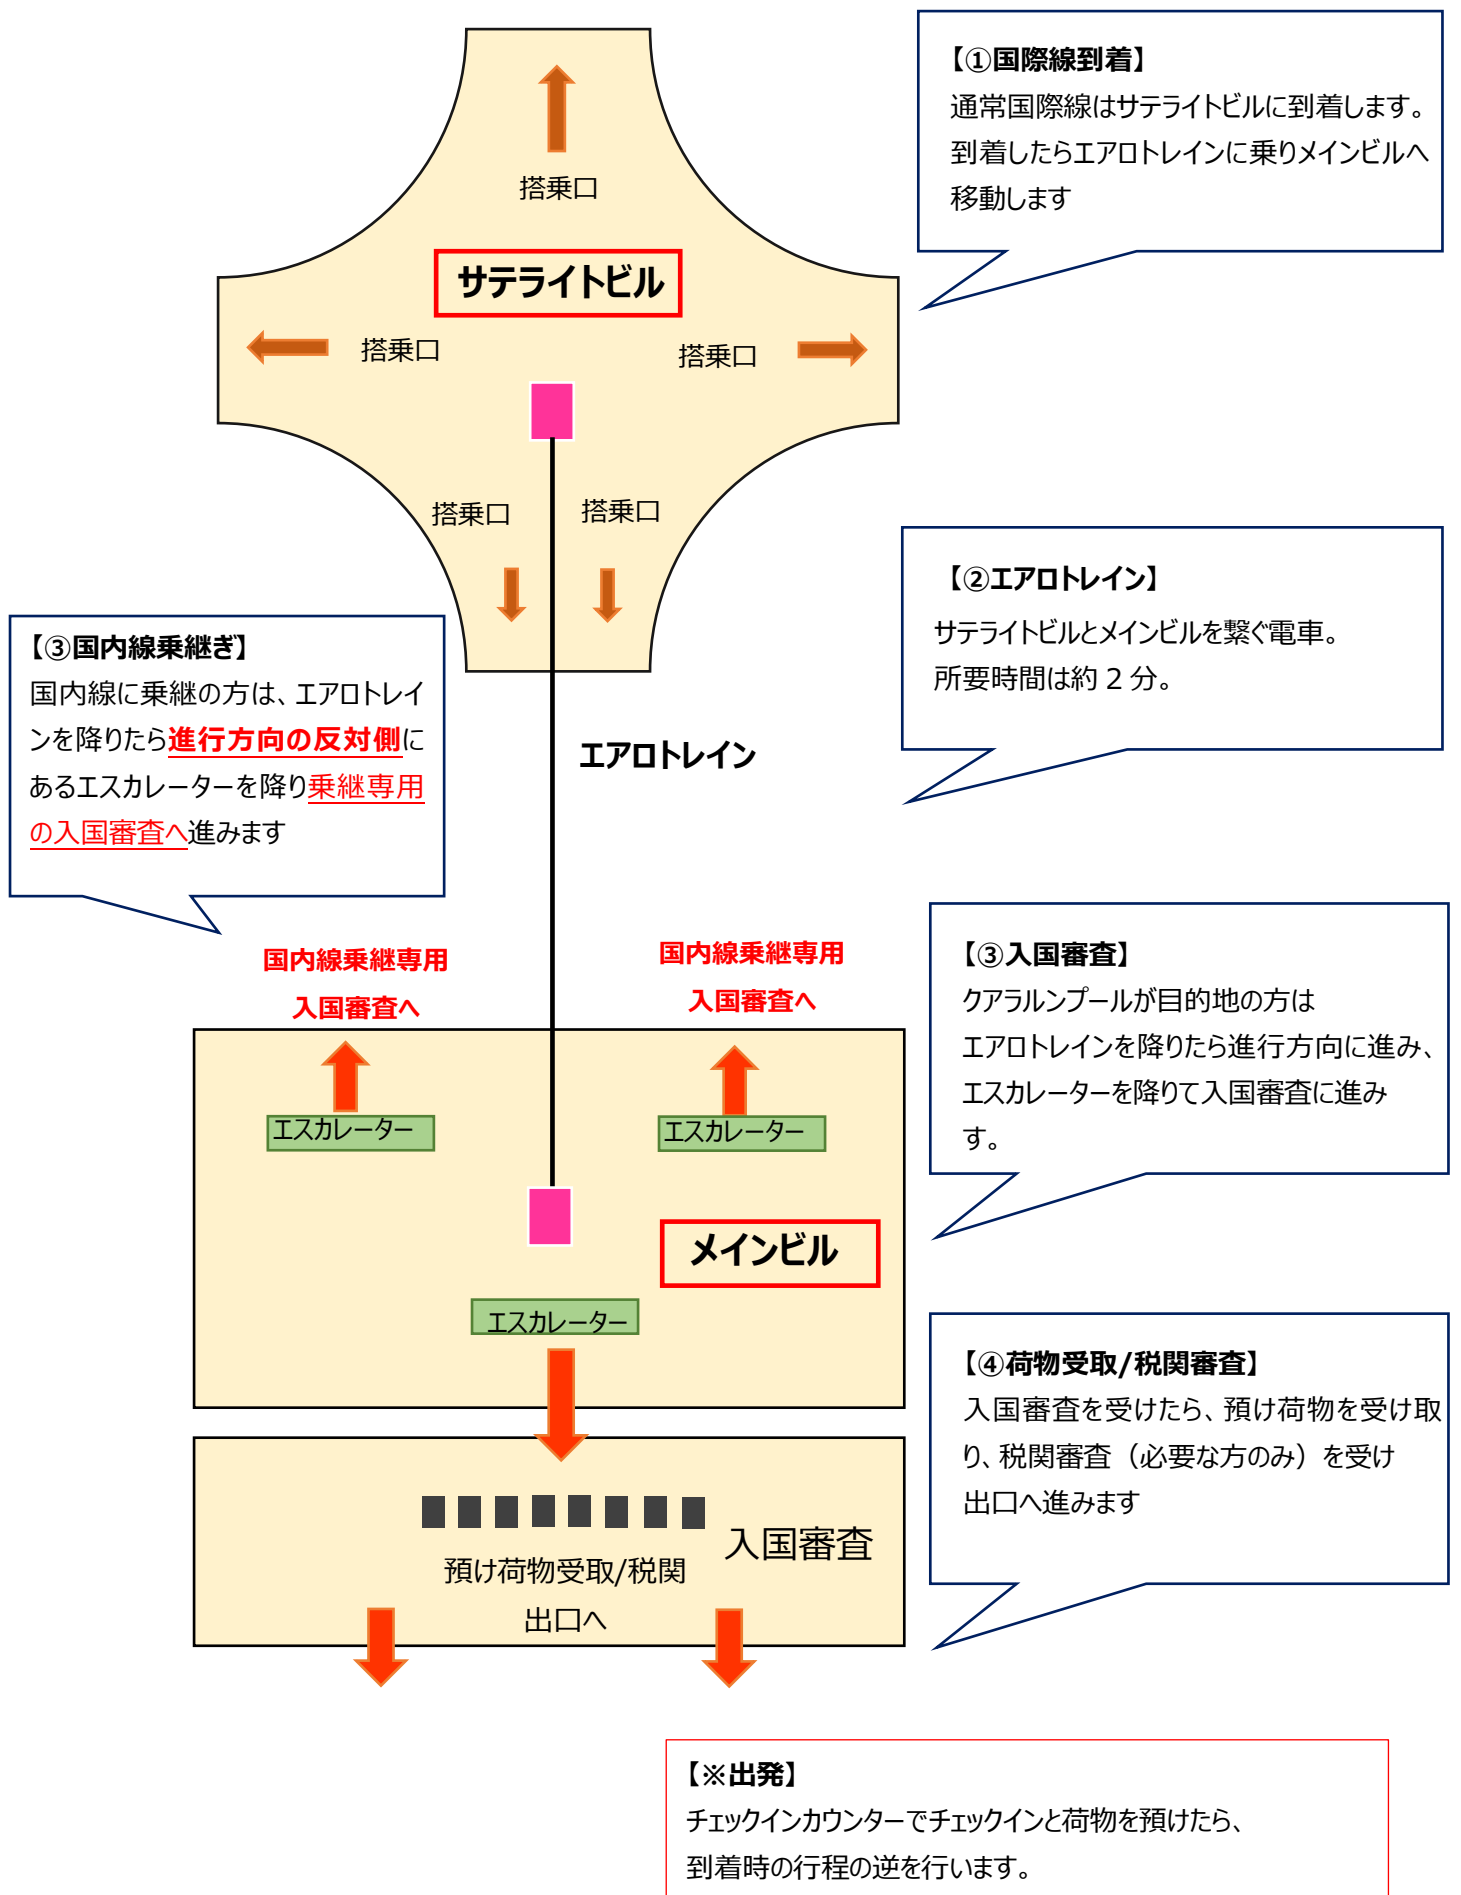 【①国際線到着】
通常国際線はサテライトビルに到着します。
到着したらエアロトレインに乗りメインビルへ
移動します
搭乗口
サテライトビル
搭乗口
搭乗口
搭乗口
搭乗口
【②エアロトレイン】
サテライトビルとメインビルを繋ぐ電車。
所要時間は約2分。
【③国内線乗継ぎ】
国内線に乗継の方は、エアロトレイ
ンを降りたら進行方向の反対側に
あるエスカレーターを降り乗継専用
の入国審査へ進みます
エアロトレイン
国内線乗継専用
入国審査へ
国内線乗継専用
入国審査へ
【③入国審査】
クアラルンプールが目的地の方は
エアロトレインを降りたら進行方向に進み、
エスカレーターを降りて入国審査に進み
す。
エスカレーター
エスカレーター
メインビル
エスカレーター
【④荷物受取/税関審査】
入国審査を受けたら、預け荷物を受け取
り、税関審査（必要な方のみ）を受け
出口へ進みます
入国審査
預け荷物受取/税関
出口へ
【※出発】
チェックインカウンターでチェックインと荷物を預けたら、
到着時の行程の逆を行います。